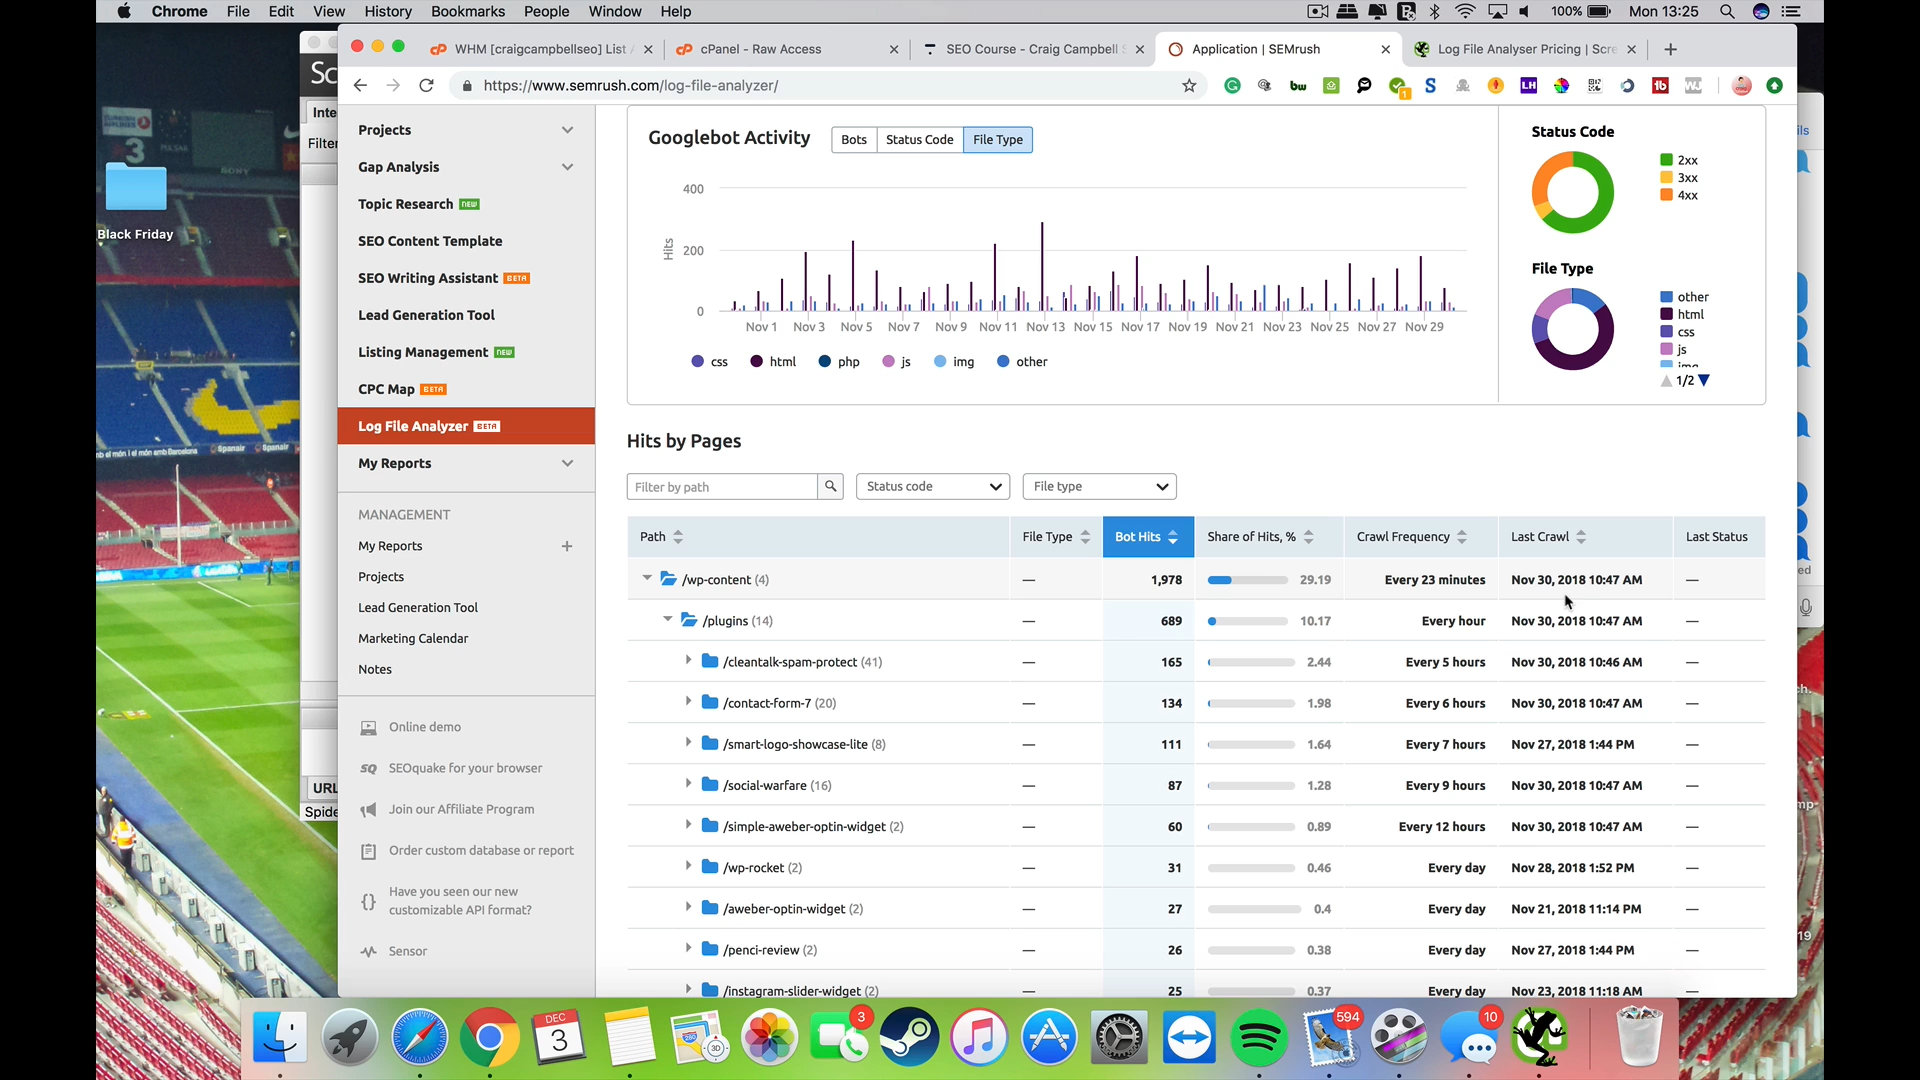 Chrome File Edit View History Bookmarks People Window Help
100% Mon 13:25
WHM [craigcampbellseo] List
cPanel - Raw Access
SEO Course - Craig Campbell S
Application | SEMrush
Log File Analyser Pricing | Scre
https://www.semrush.com/log-file-analyzer/
Sc
Inte
Filter
URL
Spide
Black Friday
Projects
Gap Analysis
Topic Research NEW
SEO Content Template
SEO Writing Assistant BETA
Lead Generation Tool
Listing Management NEW
CPC Map BETA
Log File Analyzer BETA
My Reports
MANAGEMENT
My Reports +
Projects
Lead Generation Tool
Marketing Calendar
Notes
Online demo
SEOquake for your browser
Join our Affiliate Program
Order custom database or report
Have you seen our new
customizable API format?
Sensor
Googlebot Activity Bots Status Code File Type
Hits
400
200
0
Nov 1 Nov 3 Nov 5 Nov 7 Nov 9 Nov 11 Nov 13 Nov 15 Nov 17 Nov 19 Nov 21 Nov 23 Nov 25 Nov 27 Nov 29
css html php js img other
Status Code
2xx
3xx
4xx
File Type
other
html
css
js
img
1/2
Hits by Pages
Filter by path Status code File type
Path File Type Bot Hits Share of Hits, % Crawl Frequency Last Crawl Last Status
/wp-content (4) — 1,978 29.19 Every 23 minutes Nov 30, 2018 10:47 AM —
/plugins (14) — 689 10.17 Every hour Nov 30, 2018 10:47 AM —
/cleantalk-spam-protect (41) — 165 2.44 Every 5 hours Nov 30, 2018 10:46 AM —
/contact-form-7 (20) — 134 1.98 Every 6 hours Nov 30, 2018 10:47 AM —
/smart-logo-showcase-lite (8) — 111 1.64 Every 7 hours Nov 27, 2018 1:44 PM —
/social-warfare (16) — 87 1.28 Every 9 hours Nov 30, 2018 10:47 AM —
/simple-aweber-optin-widget (2) — 60 0.89 Every 12 hours Nov 30, 2018 10:47 AM —
/wp-rocket (2) — 31 0.46 Every day Nov 28, 2018 1:52 PM —
/aweber-optin-widget (2) — 27 0.4 Every day Nov 21, 2018 11:14 PM —
/penci-review (2) — 26 0.38 Every day Nov 27, 2018 1:44 PM —
/instagram-slider-widget (2) — 25 0.37 Every day Nov 23, 2018 11:18 AM —
DEC
3
3
594
10